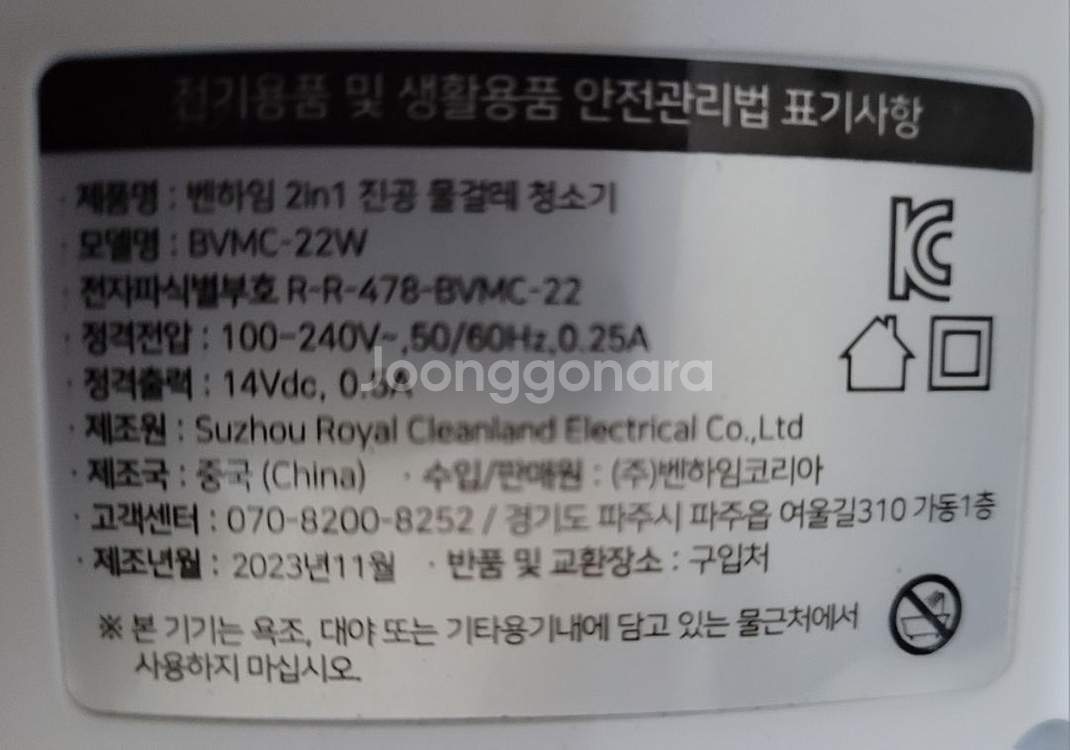 전기용품 및 생활용품 안전관리법 표기사항
· 제품명 : 벤하임 2in1 진공 물걸레 청소기
· 모델명 : BVMC-22W
· 전자파식별부호 R-R-478-BVMC-22
· 정격전압 : 100-240V~,50/60Hz,0.25A
· 정격출력 : 14Vdc, 0.5A
Joonggonara
· 제조원 : Suzhou Royal Cleanland Electrical Co.,Ltd
· 제조국 : 중국 (China) · 수입/판매원 : (주)벤하임코리아
· 고객센터 : 070-8200-8252 / 경기도 파주시 파주읍 여울길310 가동1층
· 제조년월 : 2023년11월 · 반품 및 교환장소 : 구입처
※ 본 기기는 욕조, 대야 또는 기타용기내에 담고 있는 물근처에서
사용하지 마십시오.